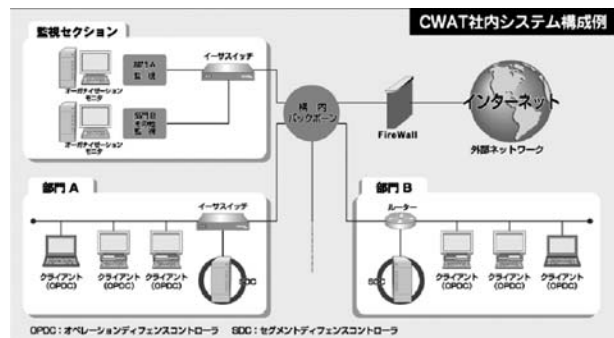 CWAT社内システム構成例
監視セクション
部門A
監視
イーサスイッチ
オーガナイゼーション
モニタ
部門B
その他
監視
オーガナイゼーション
モニタ
構内
バックボーン
FireWall
インターネット
外部ネットワーク
部門 A
イーサスイッチ
クライアント
(OPDC)
クライアント
(OPDC)
クライアント
(OPDC)
SDC
部門 B
ルーター
SDC
クライアント
(OPDC)
クライアント
(OPDC)
クライアント
(OPDC)
OPDC：オペレーションディフェンスコントローラ SDC：セグメントディフェンスコントローラ